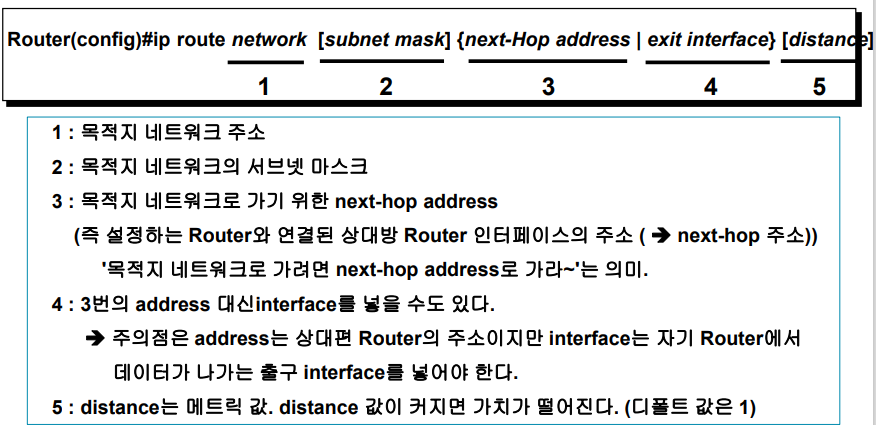 Router(config)#ip route network [subnet mask] {next-Hop address | exit interface} [distance]
1 2 3 4 5
1 : 목적지 네트워크 주소
2 : 목적지 네트워크의 서브넷 마스크
3 : 목적지 네트워크로 가기 위한 next-hop address
(즉 설정하는 Router와 연결된 상대방 Router 인터페이스의 주소 ( ➔ next-hop 주소))
'목적지 네트워크로 가려면 next-hop address로 가라~'는 의미.
4 : 3번의 address 대신interface를 넣을 수도 있다.
➔ 주의점은 address는 상대편 Router의 주소이지만 interface는 자기 Router에서
데이터가 나가는 출구 interface를 넣어야 한다.
5 : distance는 메트릭 값. distance 값이 커지면 가치가 떨어진다. (디폴트 값은 1)